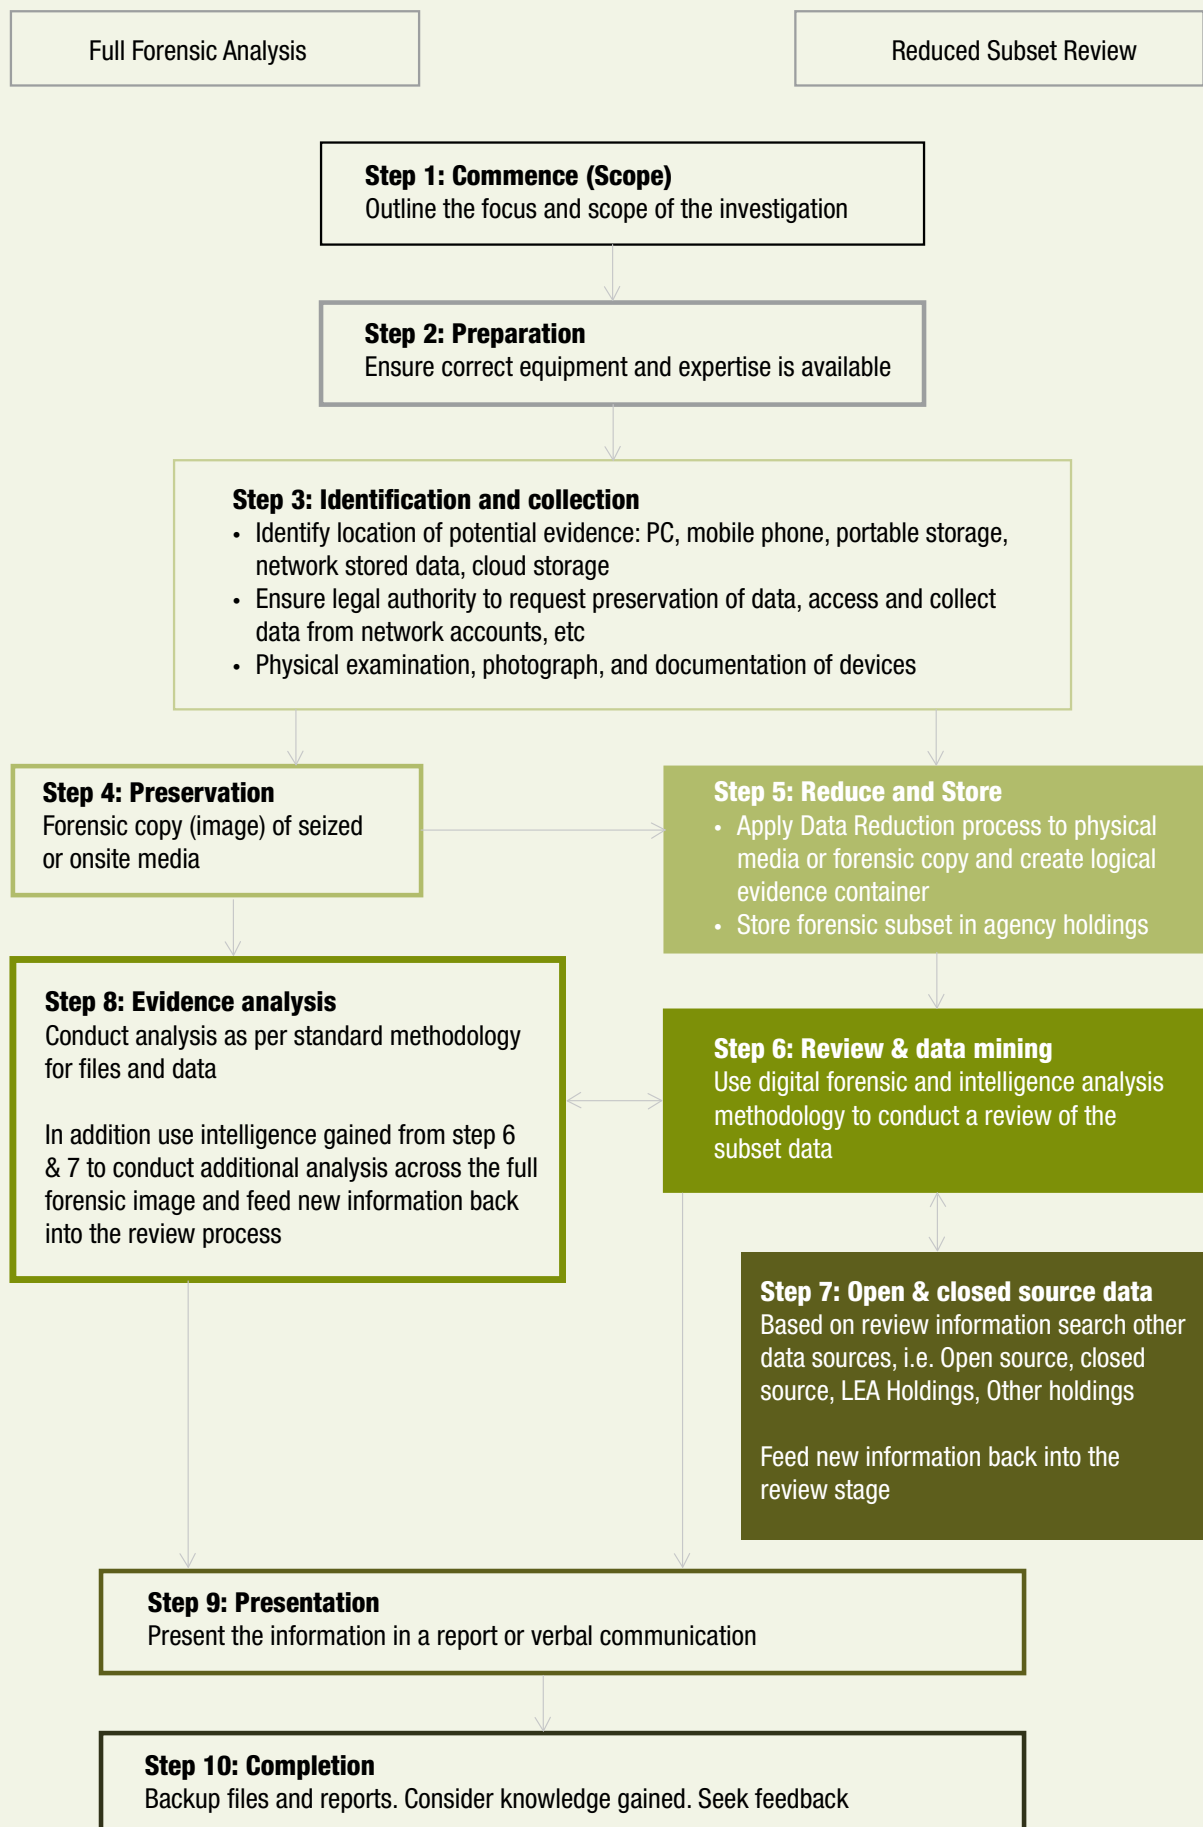 Full Forensic Analysis
Reduced Subset Review
Step 1: Commence (Scope)
Outline the focus and scope of the investigation
Step 2: Preparation
Ensure correct equipment and expertise is available
Step 3: Identification and collection
• Identify location of potential evidence: PC, mobile phone, portable storage,
network stored data, cloud storage
• Ensure legal authority to request preservation of data, access and collect
data from network accounts, etc
• Physical examination, photograph, and documentation of devices
Step 4: Preservation
Forensic copy (image) of seized
or onsite media
Step 5: Reduce and Store
• Apply Data Reduction process to physical
media or forensic copy and create logical
evidence container
• Store forensic subset in agency holdings
Step 8: Evidence analysis
Conduct analysis as per standard methodology
for files and data
In addition use intelligence gained from step 6
& 7 to conduct additional analysis across the full
forensic image and feed new information back
into the review process
Step 6: Review & data mining
Use digital forensic and intelligence analysis
methodology to conduct a review of the
subset data
Step 7: Open & closed source data
Based on review information search other
data sources, i.e. Open source, closed
source, LEA Holdings, Other holdings
Feed new information back into the
review stage
Step 9: Presentation
Present the information in a report or verbal communication
Step 10: Completion
Backup files and reports. Consider knowledge gained. Seek feedback